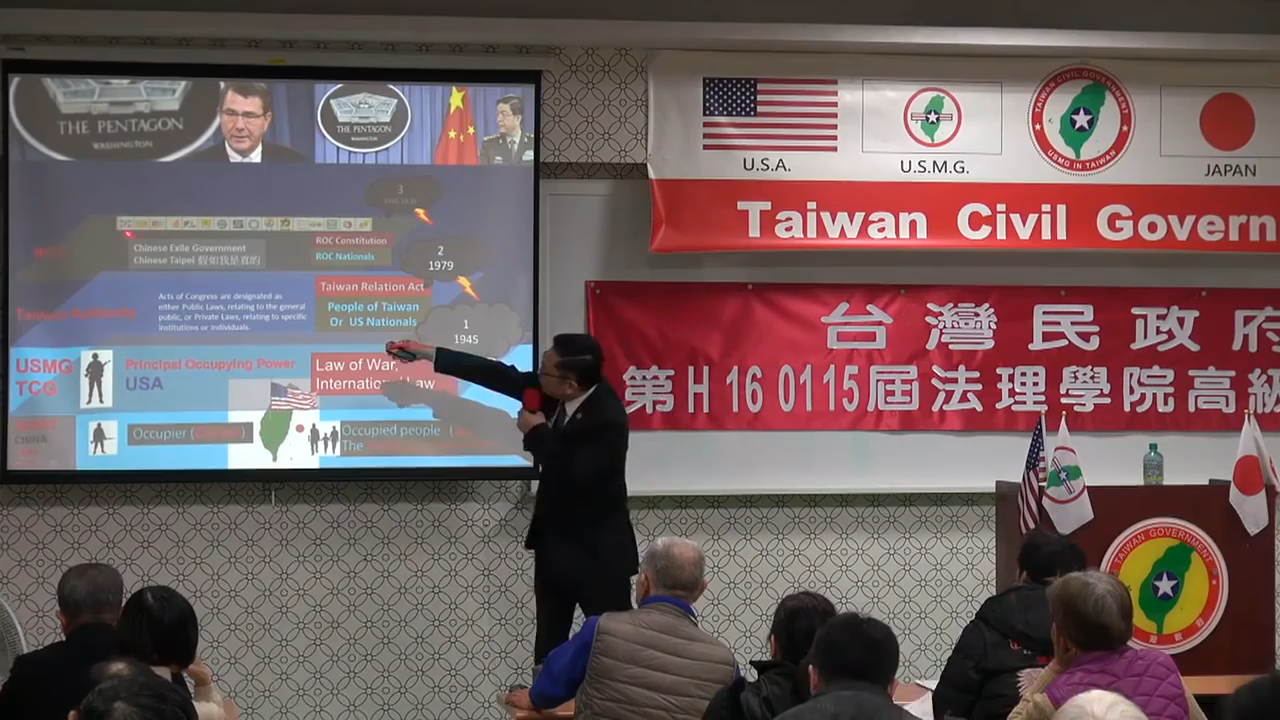 THE PENTAGON
WASHINGTON
THE PENTAGON
WASHINGTON
3
Chinese Exile Government
Chinese Taipei 假如我是真的
ROC Constitution
ROC Nationals
2
1979
Acts of Congress are designated as
either Public Laws, relating to the general
public, or Private Laws, relating to specific
institutions or individuals.
Taiwan Relation Act
People of Taiwan
Or US Nationals
1
1945
USMG
TCG
Principal Occupying Power
USA
Law of War,
International Law
CHINA
Occupier (
Occupied people (
The
U.S.A.
U.S.M.G.
TAIWAN CIVIL GOVERNMENT
USMG IN TAIWAN
JAPAN
Taiwan Civil Govern
台灣民政府
第H 16 0115屆法理學院高級
TAIWAN GOVERNMENT